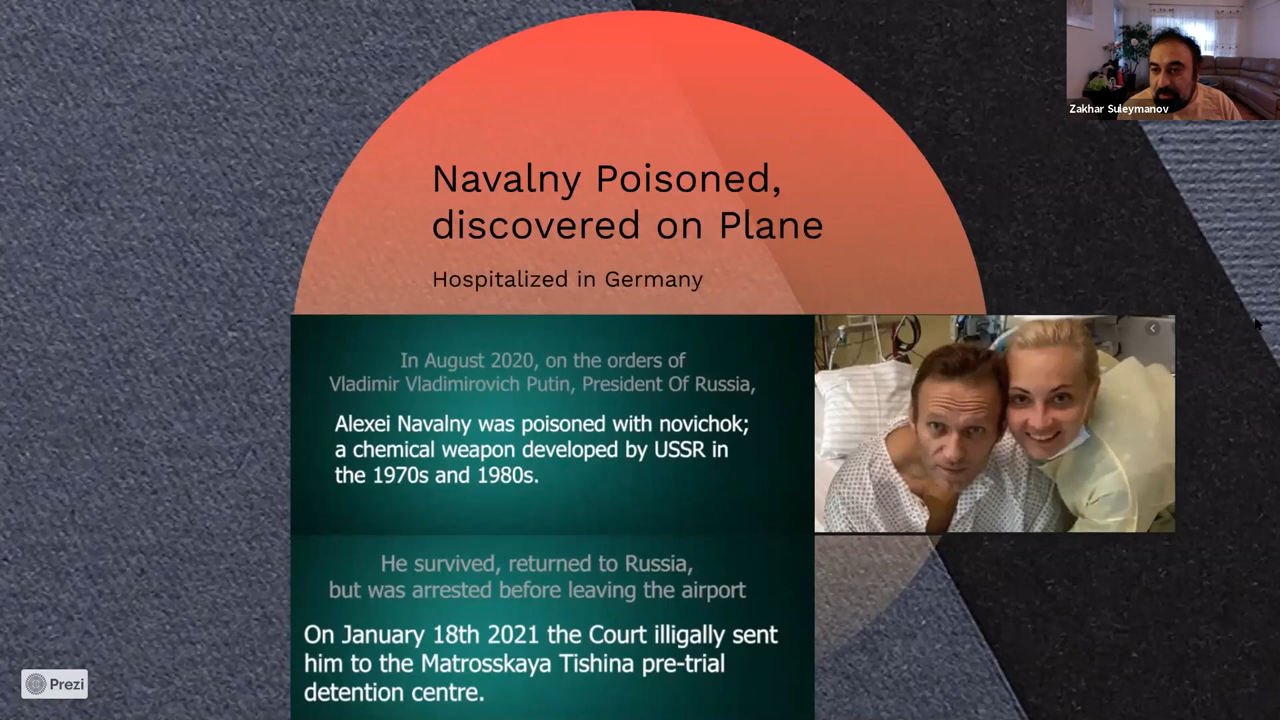 Zakhar Suleymanov
Navalny Poisoned,
discovered on Plane
Hospitalized in Germany
In August 2020, on the orders of
Vladimir Vladimirovich Putin, President Of Russia,
Alexei Navalny was poisoned with novichok;
a chemical weapon developed by USSR in
the 1970s and 1980s.
He survived, returned to Russia,
but was arrested before leaving the airport
On January 18th 2021 the Court illigally sent
him to the Matrosskaya Tishina pre-trial
detention centre.
Prezi